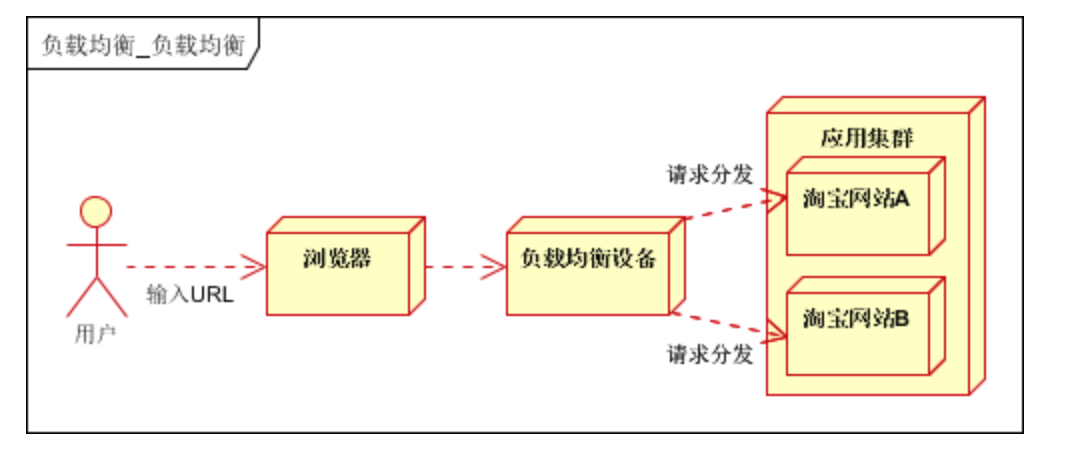 负载均衡_负载均衡
应用集群
请求分发
淘宝网站A
浏览器
负载均衡设备
输入URL
用户
淘宝网站B
请求分发